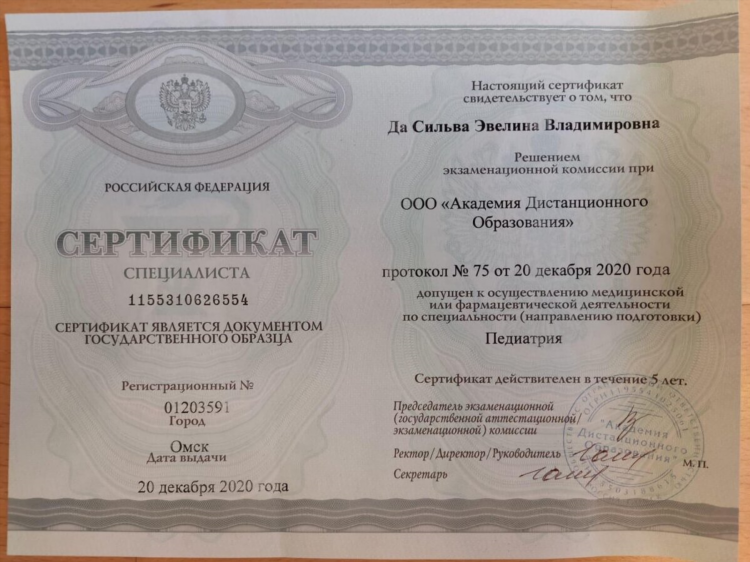 РОССИЙСКАЯ ФЕДЕРАЦИЯ
СЕРТИФИКАТ
СПЕЦИАЛИСТА
1155310626554
СЕРТИФИКАТ ЯВЛЯЕТСЯ ДОКУМЕНТОМ
ГОСУДАРСТВЕННОГО ОБРАЗЦА
Регистрационный №
01203591
Город
Омск
Дата выдачи
20 декабря 2020 года
Настоящий сертификат
свидетельствует о том, что
Да Сильва Эвелина Владимировна
Решением
экзаменационной комиссии при
ООО «Академия Дистанционного
Образования»
протокол № 75 от 20 декабря 2020 года
допущен к осуществлению медицинской
или фармацевтической деятельности
по специальности (направлению подготовки)
Педиатрия
Сертификат действителен в течение 5 лет.
Председатель экзаменационной
(государственной аттестационной/
экзаменационной) комиссии
Ректор/Директор/Руководитель
Секретарь
М. П.
"Академия
Дистанционного
Образования"